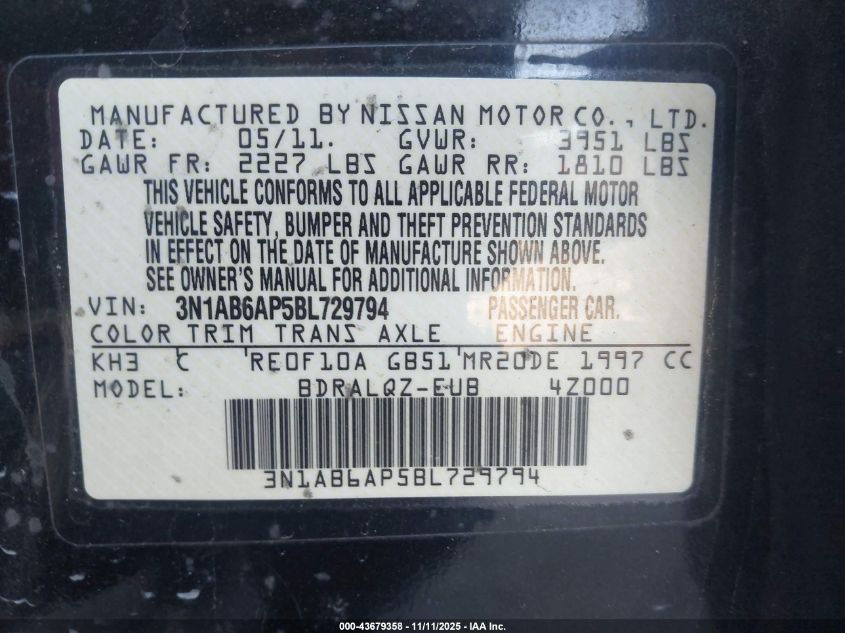 MANUFACTURED BY NISSAN MOTOR CO., LTD.
DATE: 05/11. GVWR: 3951 LBS
GAWR FR: 2227 LBS GAWR RR: 1810 LBS
THIS VEHICLE CONFORMS TO ALL APPLICABLE FEDERAL MOTOR
VEHICLE SAFETY, BUMPER AND THEFT PREVENTION STANDARDS
IN EFFECT ON THE DATE OF MANUFACTURE SHOWN ABOVE.
SEE OWNER'S MANUAL FOR ADDITIONAL INFORMATION.
VIN: 3N1AB6AP5BL729794 PASSENGER CAR.
COLOR TRIM TRANS AXLE ENGINE
KH3 C RE0F10A GB51 MR20DE 1997 CC
MODEL: BDRALQZ-EUB 4Z000
3N1AB6AP5BL729794
000-43679358 - 11/11/2025 - IAA Inc.